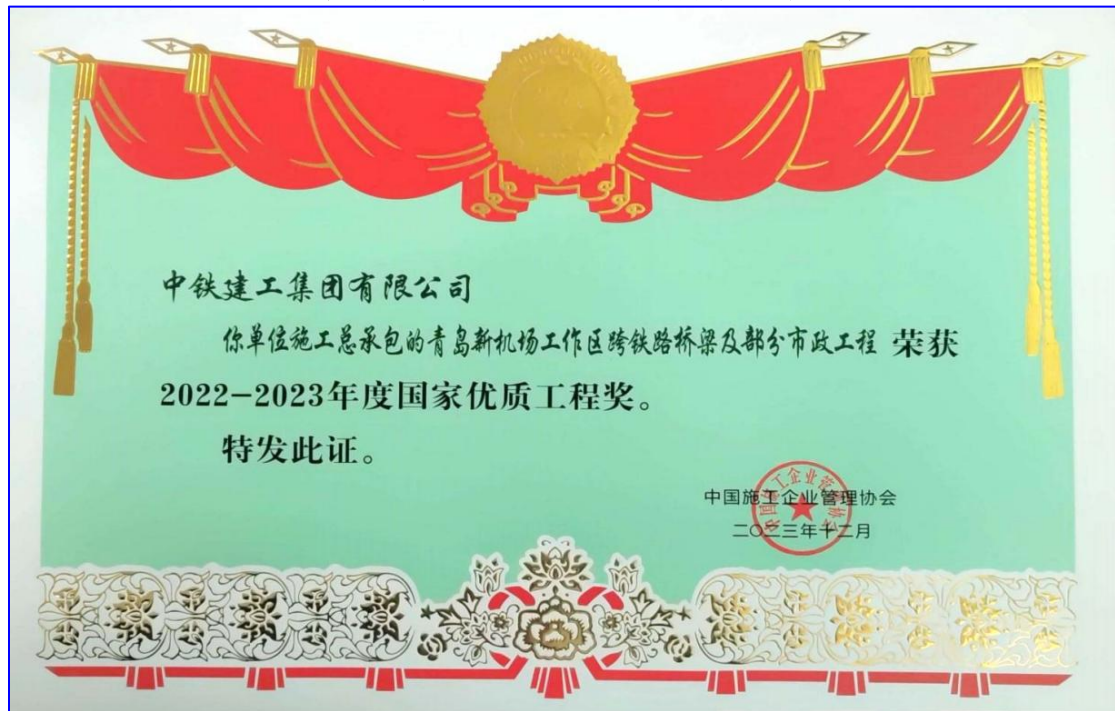 中铁建工集团有限公司
你单位施工总承包的青岛新机场工作区跨铁路桥梁及部分市政工程 荣获
2022-2023年度国家优质工程奖。
特发此证。
中国施工企业管理协会
二〇二三年十二月